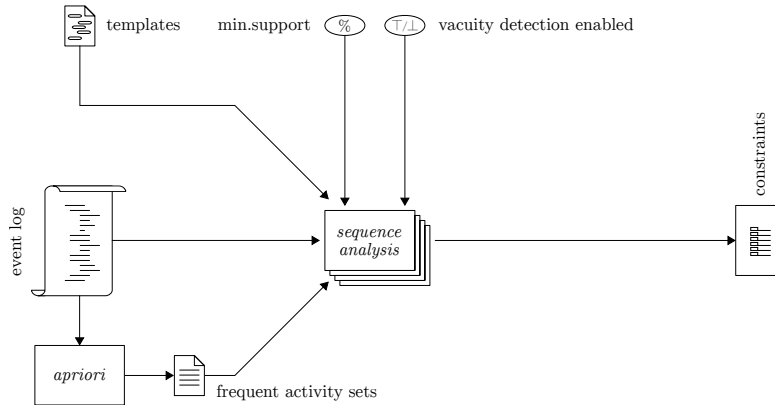 templates
min.support
%
⊤/⊥
vacuity detection enabled
constraints
event log
sequence
analysis
apriori
frequent activity sets